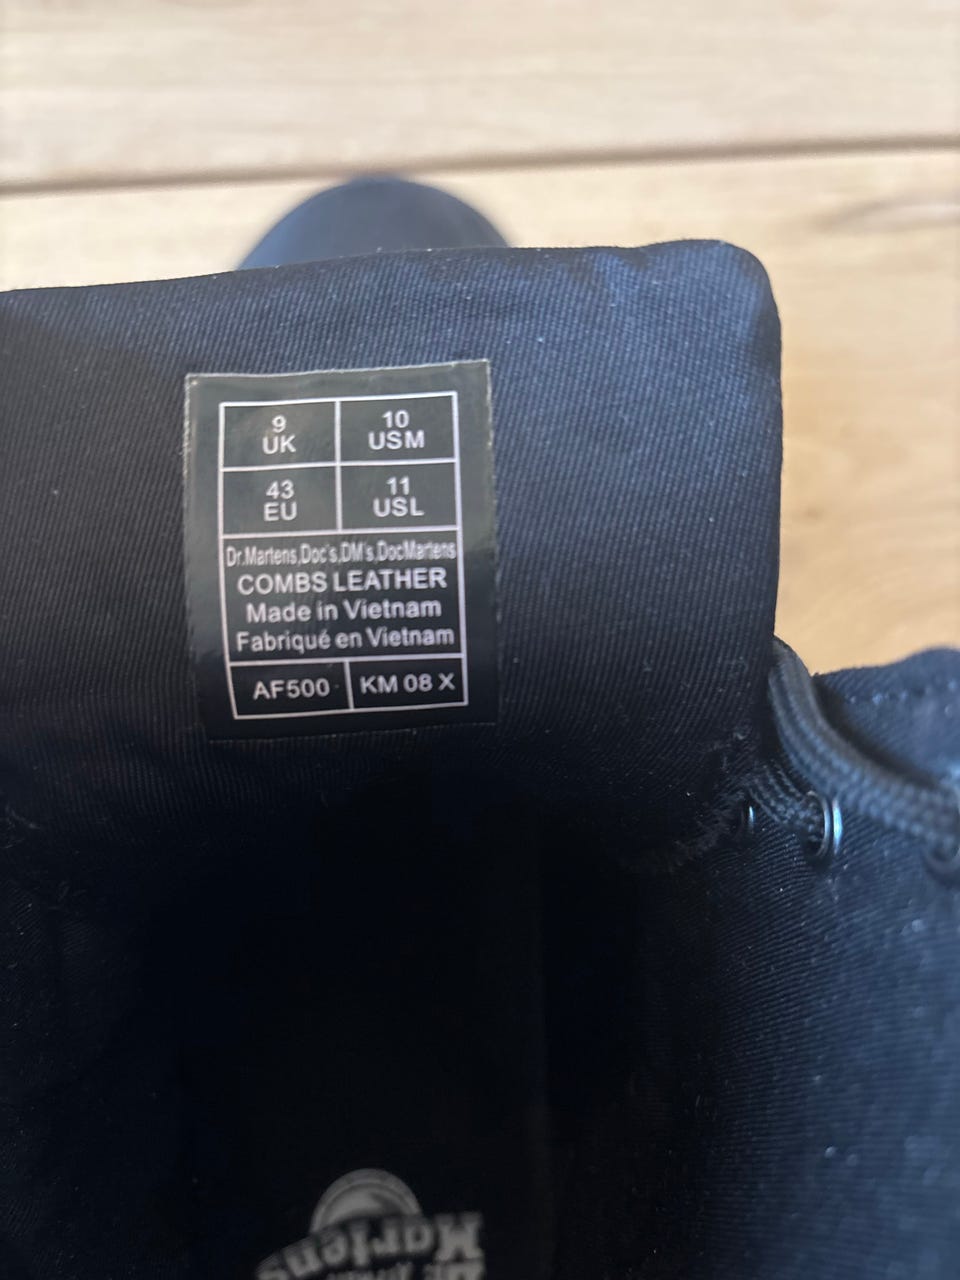 9 10
UK USM
43 11
EU USL
Dr.Martens,Doc's,DM's,DocMartens
COMBS LEATHER
Made in Vietnam
Fabriqué en Vietnam
AF500 KM 08 X
Martens